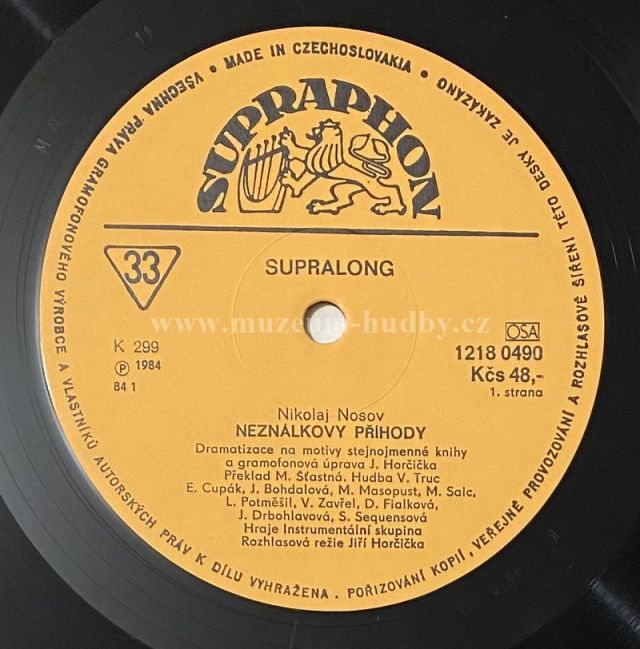 VŠECHNA PRÁVA GRAMOFONOVÉHO VÝROBCE A VLASTNÍKŮ AUTORSKÝCH PRÁV K DÍLU VYHRAŽENA. POŘIZOVÁNÍ KOPIÍ, VEŘEJNÉ PROVOZOVÁNÍ A ROZHLASOVÉ ŠÍŘENÍ TÉTO DESKY JE ZAKÁZÁNO • MADE IN CZECHOSLOVAKIA •
SUPRAPHON
33
SUPRALONG
www.muzeum-hudby.cz
OSA
K 299
12180490
Ⓟ 1984
Kčs 48,-
84 1
1. strana
Nikolaj Nosov
NEZNÁLKOVY PŘÍHODY
Dramatizace na motivy stejnojmenné knihy
a gramofonová úprava J. Horčička
Překlad M. Šťastná. Hudba V. Truc
E. Cupák, J. Bohdalová, M. Masopust, M. Saic,
L. Potměšil, V. Zavřel, D. Fialková,
J. Drbohlavová, S. Sequensová
Hraje Instrumentální skupina
Rozhlasová režie Jiří Horčička